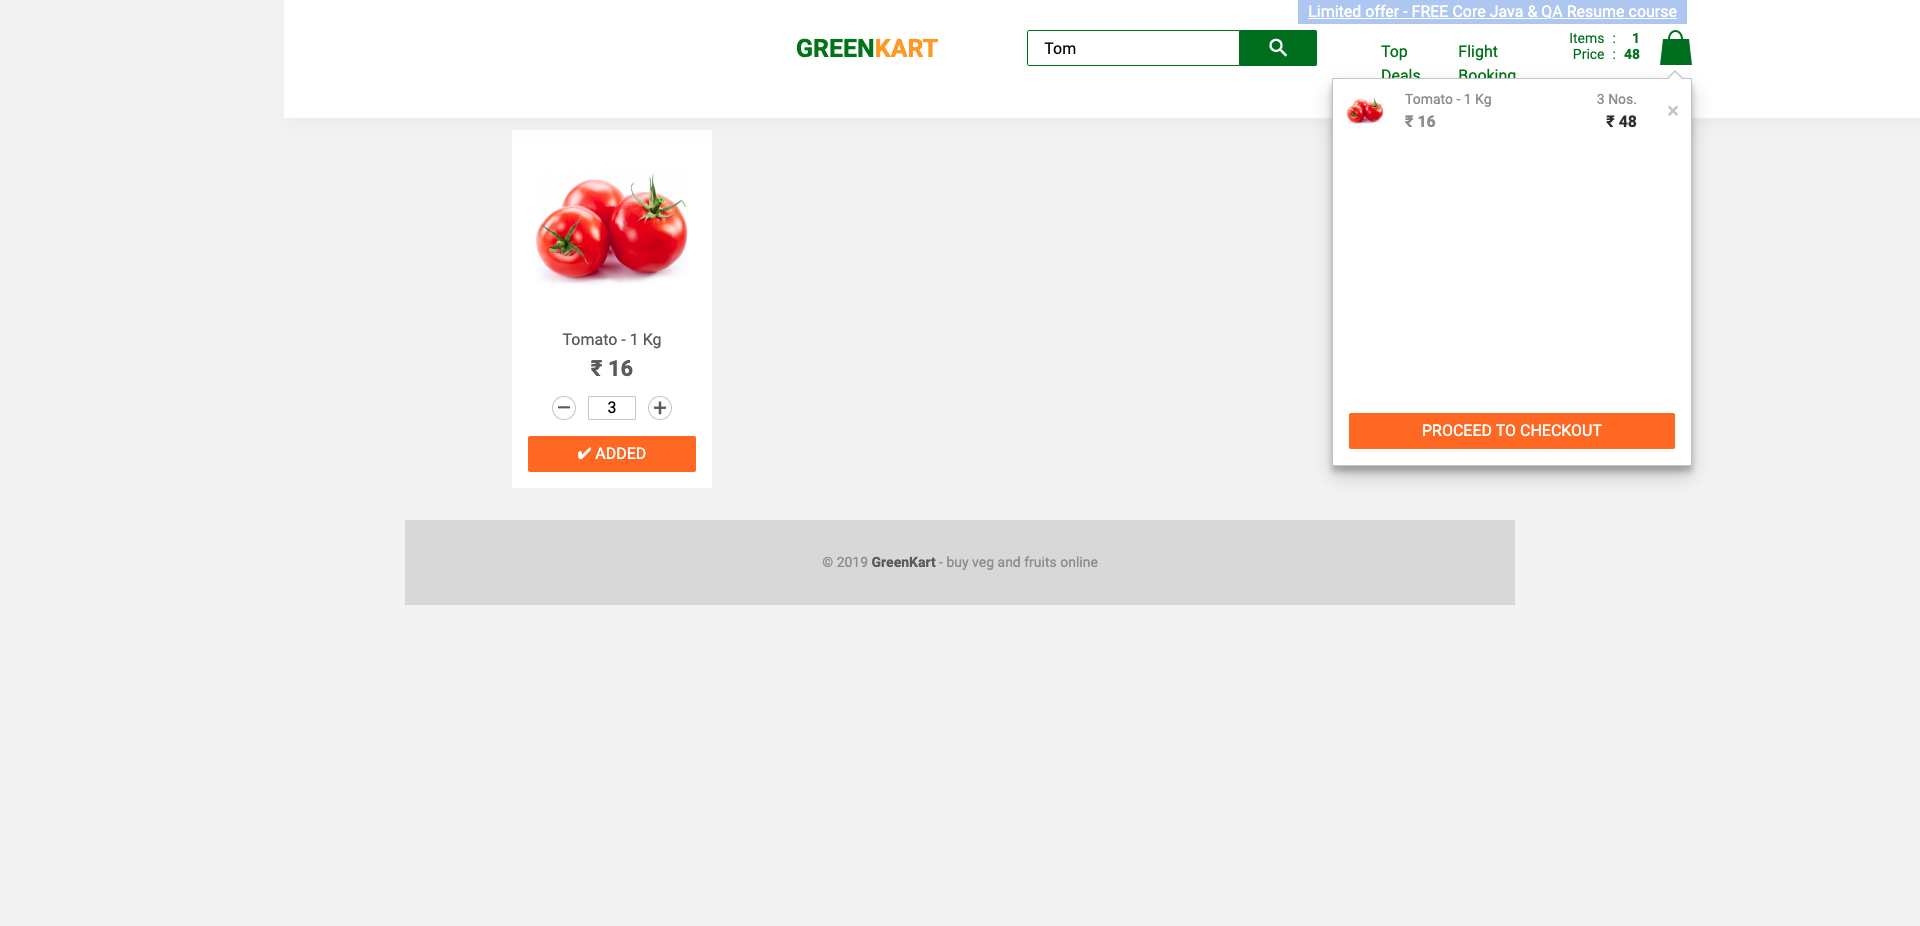 Limited offer - FREE Core Java & QA Resume course
GREENKART
Tom
Top Deals
Flight Booking
Items : 1
Price : 48
Tomato - 1 Kg
₹ 16
3 Nos.
₹ 48
×
PROCEED TO CHECKOUT
Tomato - 1 Kg
₹ 16
3
✔ ADDED
© 2019 GreenKart - buy veg and fruits online